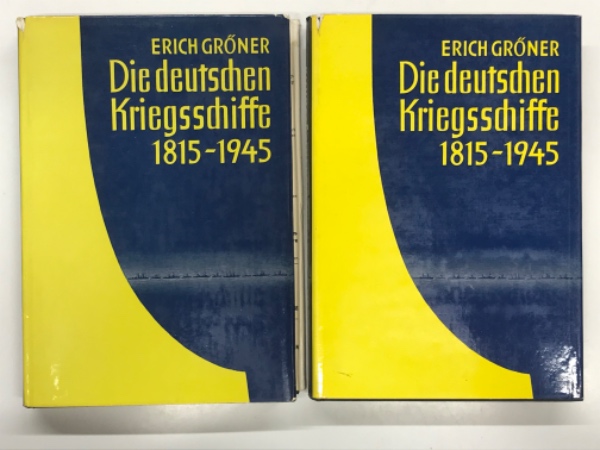 ERICH GRÖNER
Die deutschen
Kriegsschiffe
1815-1945
ERICH GRÖNER
Die deutschen
Kriegsschiffe
1815-1945